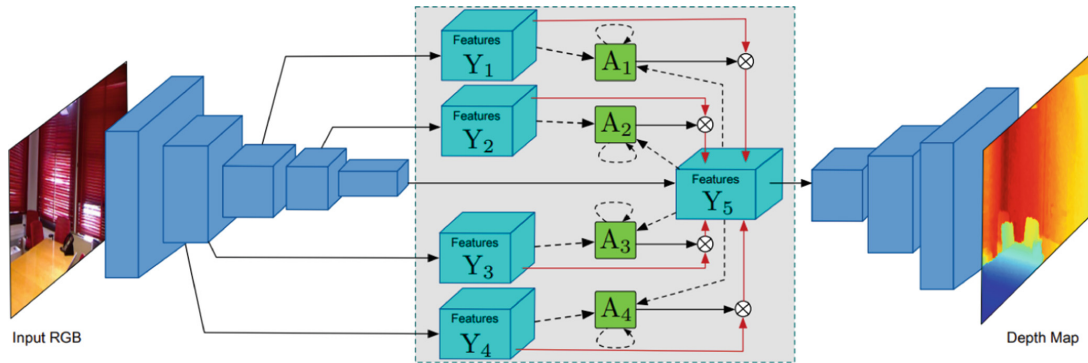 Features
Y1
A1
Features
Y2
A2
Features
Y5
Features
Y3
A3
Features
Y4
A4
Input RGB
Depth Map